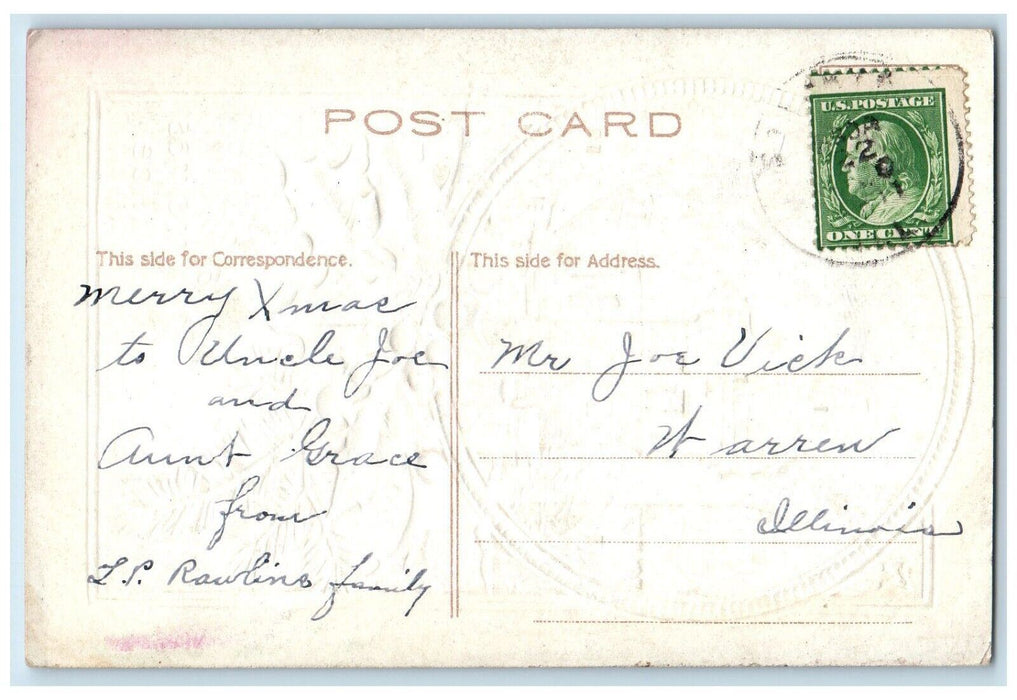 POST CARD
U.S. POSTAGE
ONE CENT
20
This side for Correspondence.
This side for Address.
Merry Xmas
to Uncle Joe
and
Aunt Grace
from
L.P. Rawlins family
Mr Joe Vick
Warren
Illinois